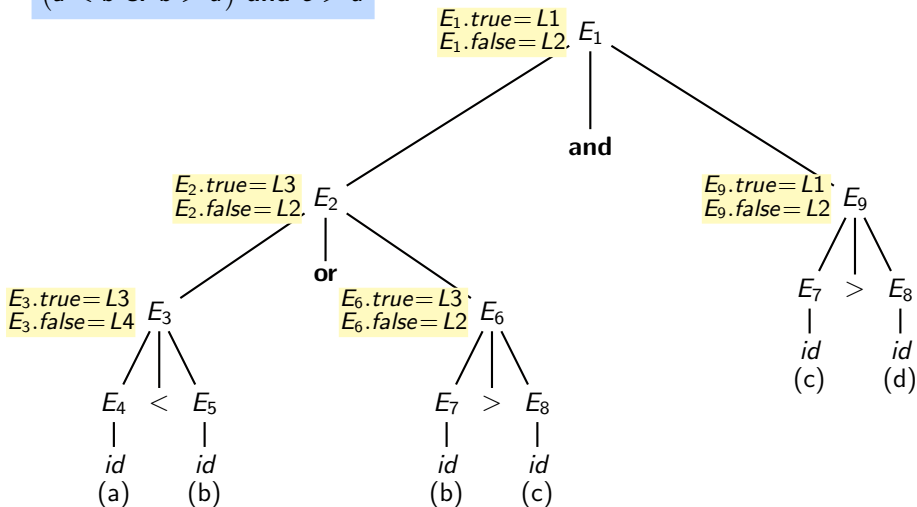 E₁.true=L1
E₁.false=L2
E₁
and
E₂.true=L3
E₂.false=L2
E₂
E₉.true=L1
E₉.false=L2
E₉
or
E₃.true=L3
E₃.false=L4
E₃
E₆.true=L3
E₆.false=L2
E₆
E₇ > E₈
id id
(c) (d)
E₄ < E₅
E₇ > E₈
id id
id id
(a) (b)
(b) (c)